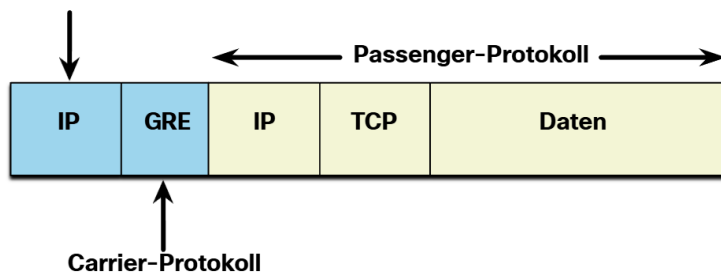 Passenger-Protokoll
IP GRE IP TCP Daten
Carrier-Protokoll